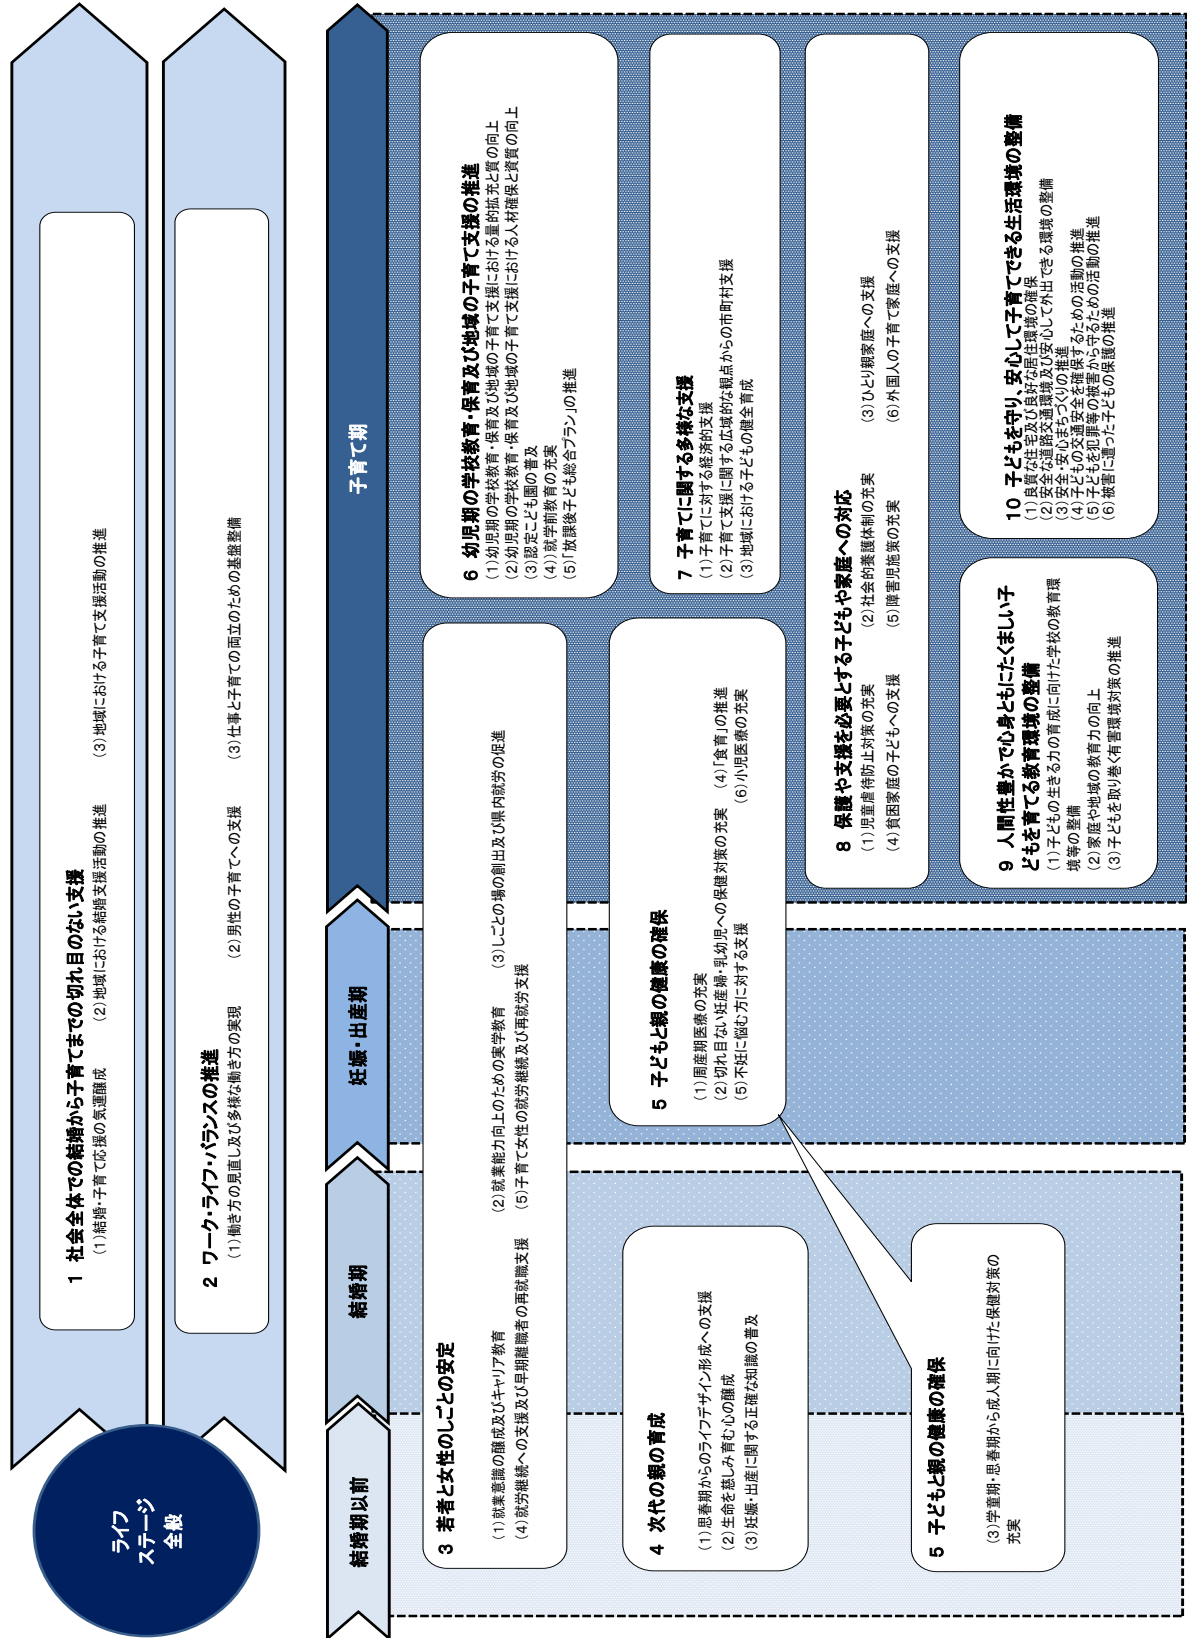 ライフ
ステージ
全般
1 社会全体での結婚から子育てまでの切れ目のない支援
(1)結婚・子育て応援の気運醸成 (2)地域における結婚支援活動の推進 (3)地域における子育て支援活動の推進
2 ワーク・ライフ・バランスの推進
(1)働き方の見直し及び多様な働き方の実現 (2)男性の子育てへの支援 (3)仕事と子育ての両立のための基盤整備
結婚期以前
結婚期
妊娠・出産期
子育て期
3 若者と女性のしごとの安定
(1)就業意識の醸成及びキャリア教育 (2)就業能力向上のための実学教育 (3)しごとの場の創出及び県内就労の促進
(4)就労継続への支援及び早期離職者の再就職支援 (5)子育て女性の就労継続及び再就労支援
4 次代の親の育成
(1)思春期からのライフデザイン形成への支援
(2)生命を慈しみ育む心の醸成
(3)妊娠・出産に関する正確な知識の普及
5 子どもと親の健康の確保
(3)学童期・思春期から成人期に向けた保健対策の
充実
5 子どもと親の健康の確保
(1)周産期医療の充実
(2)切れ目ない妊産婦・乳幼児への保健対策の充実 (4)「食育」の推進
(5)不妊に悩む方に対する支援 (6)小児医療の充実
6 幼児期の学校教育・保育及び地域の子育て支援の推進
(1)幼児期の学校教育・保育及び地域の子育て支援における量的拡充と質の向上
(2)幼児期の学校教育・保育及び地域の子育て支援における人材確保と資質の向上
(3)認定こども園の普及
(4))就学前教育の充実
(5)「放課後子ども総合プラン」の推進
7 子育てに関する多様な支援
(1)子育てに対する経済的支援
(2)子育て支援に関する広域的な観点からの市町村支援
(3)地域における子どもの健全育成
8 保護や支援を必要とする子どもや家庭への対応
(1)児童虐待防止対策の充実 (2)社会的養護体制の充実 (3)ひとり親家庭への支援
(4)貧困家庭の子どもへの支援 (5)障害児施策の充実 (6)外国人の子育て家庭への支援
9 人間性豊かで心身ともにたくましい子
どもを育てる教育環境の整備
(1)子どもの生きる力の育成に向けた学校の教育環
境等の整備
(2)家庭や地域の教育力の向上
(3)子どもを取り巻く有害環境対策の推進
10 子どもを守り、安心して子育てできる生活環境の整備
(1)良質な住宅及び良好な居住環境の確保
(2)安全な道路交通環境及び安心して外出できる環境の整備
(3)安全・安心まちづくりの推進
(4)子どもの交通安全を確保するための活動の推進
(5)子どもを犯罪等の被害から守るための活動の推進
(6)被害に遭った子どもの保護の推進